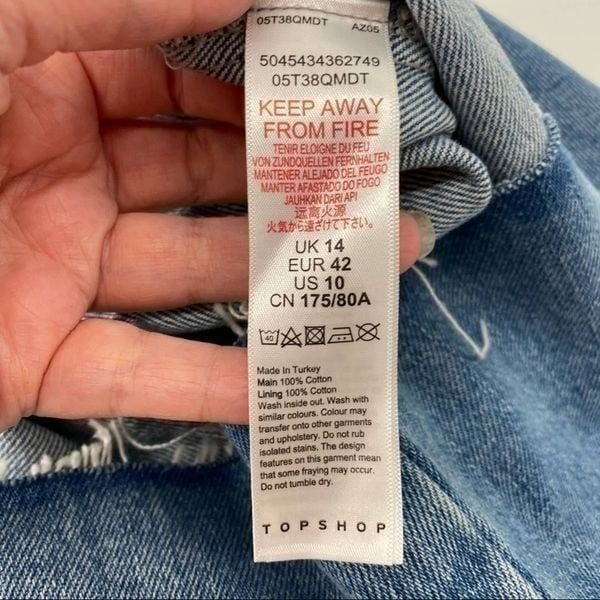 05T38QMDT AZ05
5045434362749
05T38QMDT
KEEP AWAY
FROM FIRE
TENIR ELOIGNE DU FEU
VON ZUNDQUELLEN FERNHALTEN
MANTENER ALEJADO DEL FEUGO
MANTER AFASTADO DO FOGO
JAUHKAN DARI API
远离火源
火気から遠ざけて下さい。
UK 14
EUR 42
US 10
CN 175/80A
40
Made In Turkey
Main 100% Cotton
Lining 100% Cotton
Wash inside out. Wash with
similar colours. Colour may
transfer onto other garments
and upholstery. Do not rub
isolated stains. The design
features on this garment mean
that some fraying may occur.
Do not tumble dry.
TOPSHOP